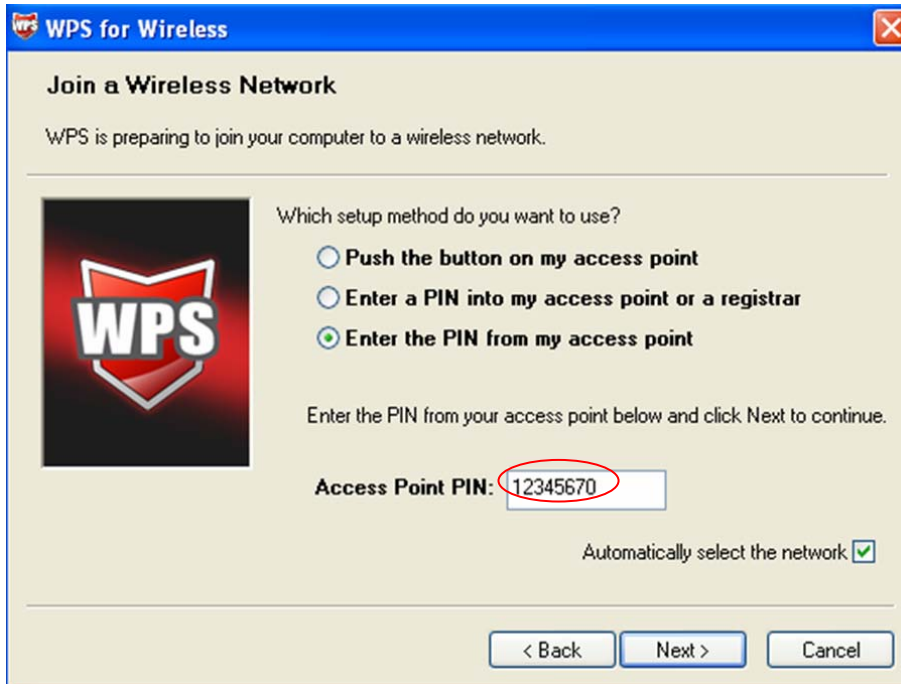 WPS for Wireless
Join a Wireless Network
WPS is preparing to join your computer to a wireless network.
Which setup method do you want to use?
Push the button on my access point
Enter a PIN into my access point or a registrar
Enter the PIN from my access point
WPS
Enter the PIN from your access point below and click Next to continue.
Access Point PIN: 12345670
Automatically select the network
< Back Next > Cancel